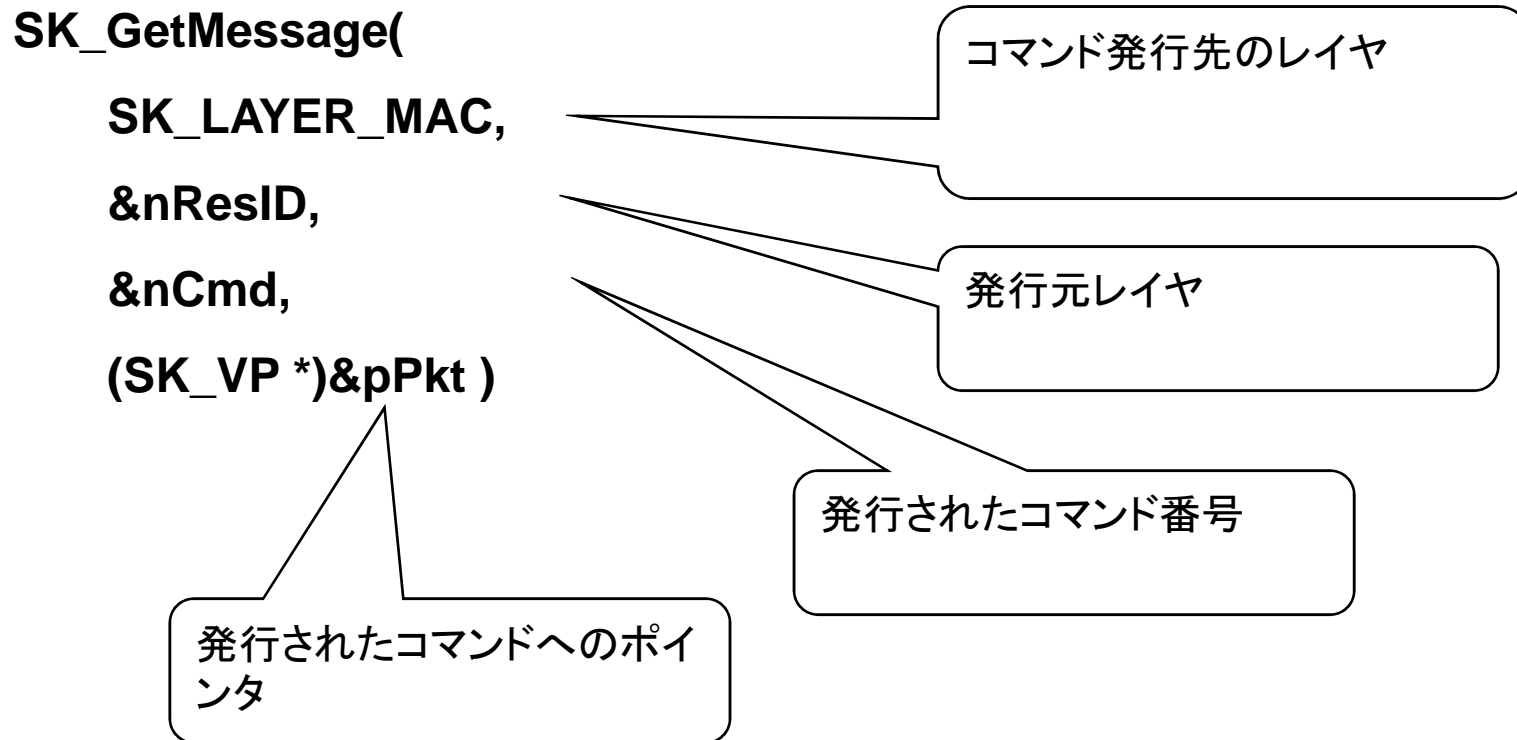 SK_GetMessage(
SK_LAYER_MAC,
&nResID,
&nCmd,
(SK_VP *)&pPkt )
コマンド発行先のレイヤ
発行元レイヤ
発行されたコマンド番号
発行されたコマンドへのポイ
ンタ